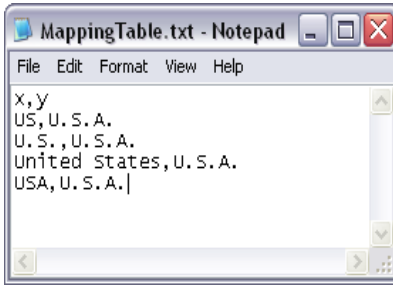 MappingTable.txt - Notepad
File Edit Format View Help
x,y
US,U.S.A.
U.S.,U.S.A.
United States,U.S.A.
USA,U.S.A.